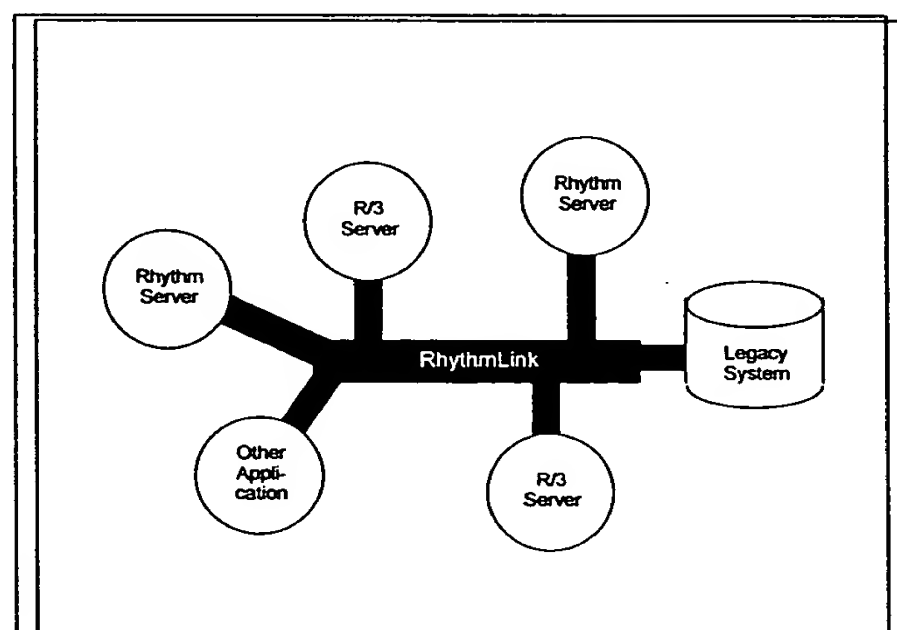 Rhythm
Server
R/3
Server
Rhythm
Server
RhythmLink
Legacy
System
Other
Appli-
cation
R/3
Server